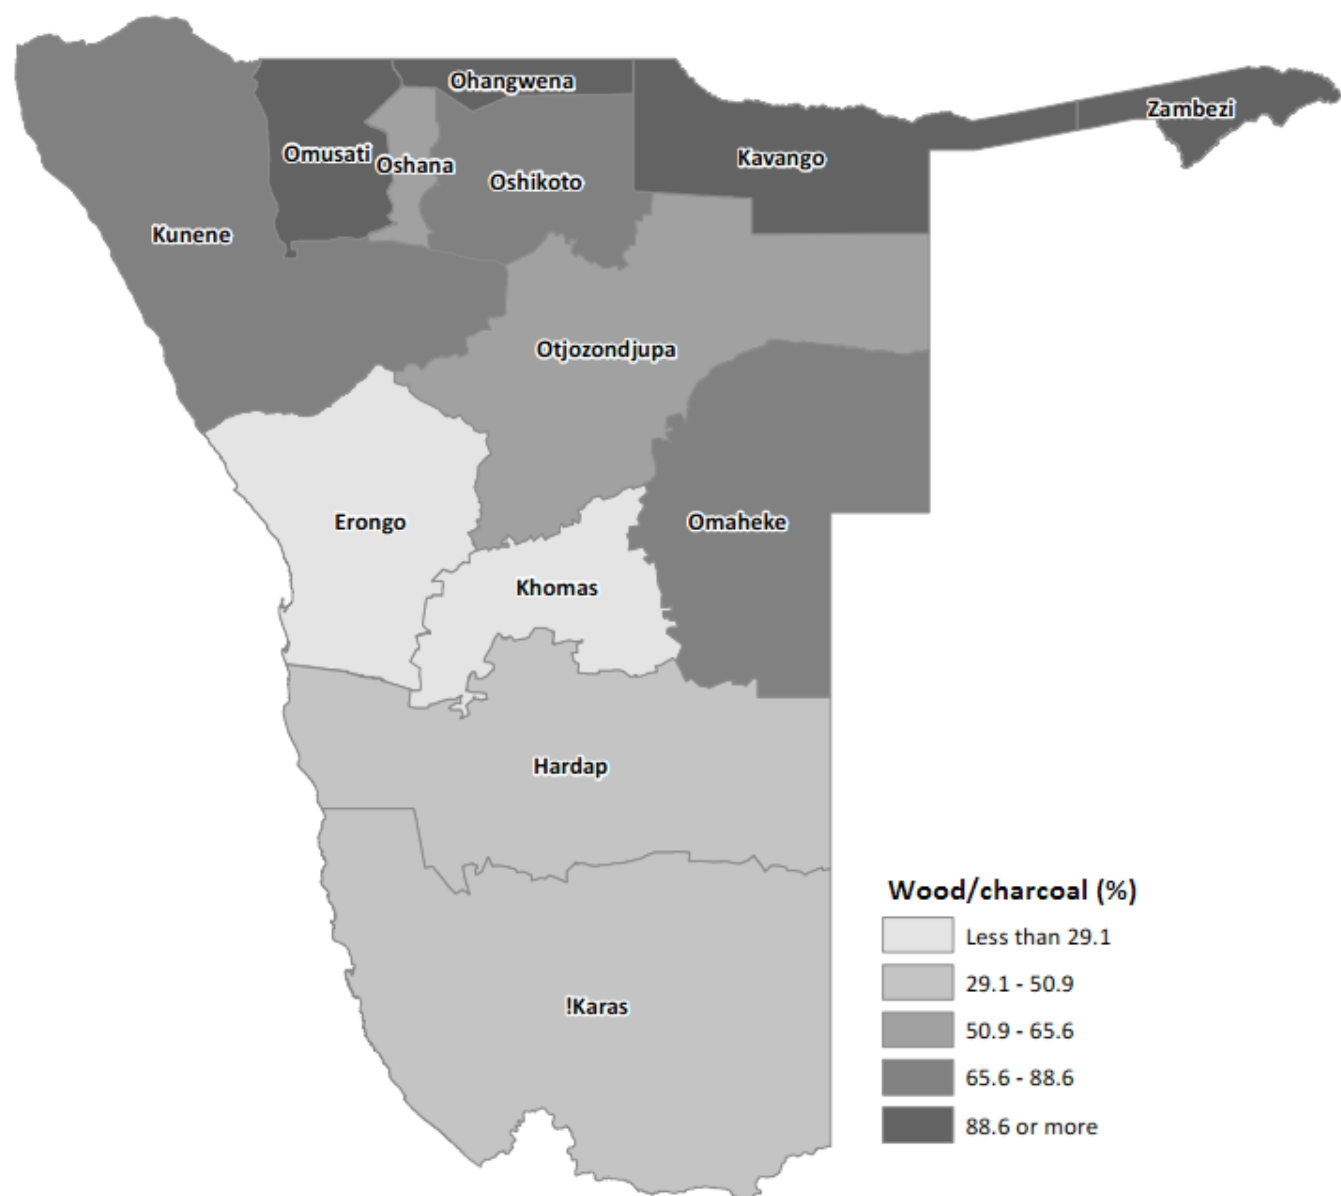 Ohangwena
Zambezi
Omusati
Oshana
Kavango
Oshikoto
Kunene
Otjozondjupa
Erongo
Omaheke
Khomas
Hardap
!Karas
Wood/charcoal (%)
Less than 29.1
29.1 - 50.9
50.9 - 65.6
65.6 - 88.6
88.6 or more